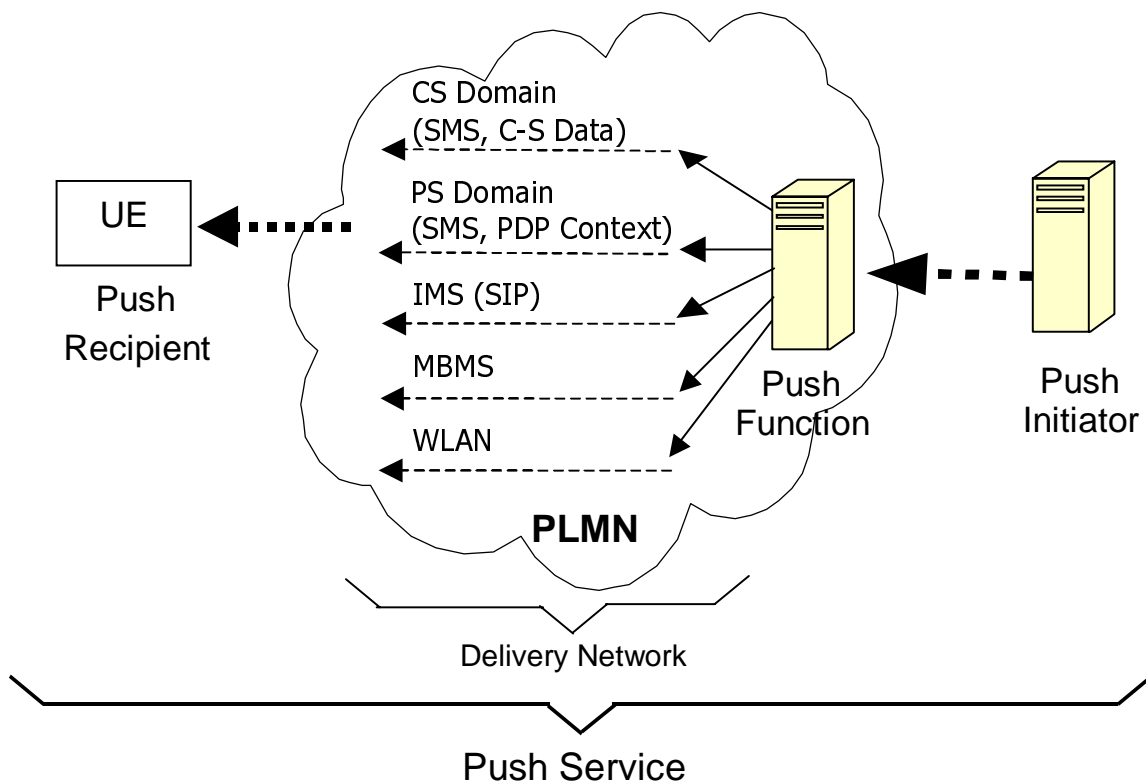 CS Domain
(SMS, C-S Data)
PS Domain
(SMS, PDP Context)
IMS (SIP)
MBMS
WLAN
PLMN
UE
Push
Recipient
Push
Function
Push
Initiator
Delivery Network
Push Service